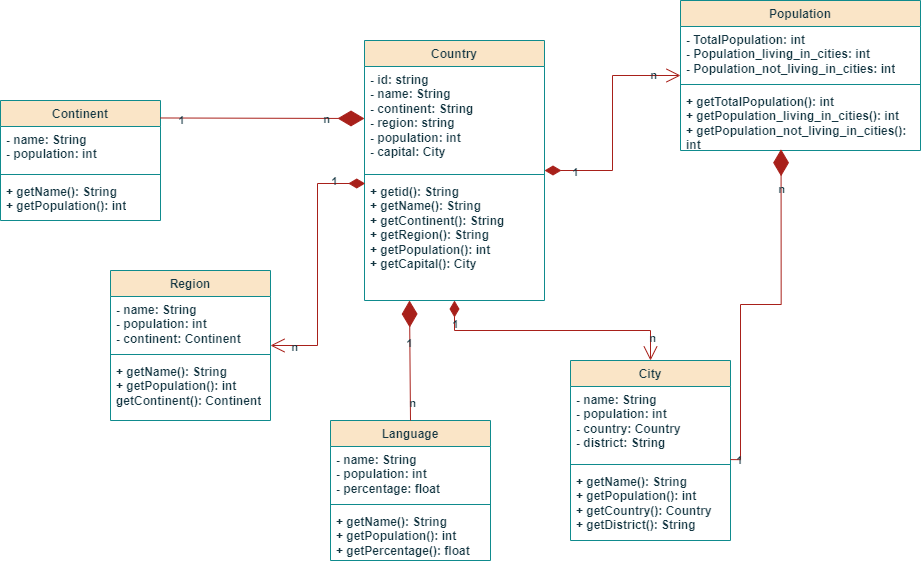 Population
- TotalPopulation: int
- Population_living_in_cities: int
- Population_not_living_in_cities: int
+ getTotalPopulation(): int
+ getPopulation_living_in_cities(): int
+ getPopulation_not_living_in_cities():
int
n
n
Country
- id: string
- name: String
- continent: String
- region: string
- population: int
- capital: City
+ getid(): String
+ getName(): String
+ getContinent(): String
+ getRegion(): String
+ getPopulation(): int
+ getCapital(): City
1
n
1
1
1
1
Continent
- name: String
- population: int
+ getName(): String
+ getPopulation(): int
Region
- name: String
- population: int
- continent: Continent
+ getName(): String
+ getPopulation(): int
getContinent(): Continent
n
n
n
Language
- name: String
- population: int
- percentage: float
+ getName(): String
+ getPopulation(): int
+ getPercentage(): float
City
- name: String
- population: int
- country: Country
- district: String
+ getName(): String
+ getPopulation(): int
+ getCountry(): Country
+ getDistrict(): String
1